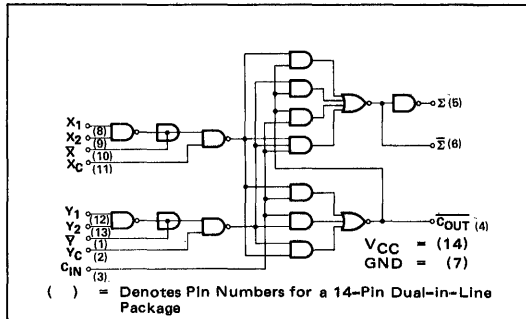 Σ (5)
Σ̅ (6)
X1
(8)
X2
(9)
X̅
(10)
XC
(11)
Y1
(12)
Y2
(13)
Y̅
(1)
YC
(2)
CIN
(3)
C̅O̅U̅T̅ (4)
VCC = (14)
GND = (7)
( ) = Denotes Pin Numbers for a 14-Pin Dual-in-Line
Package